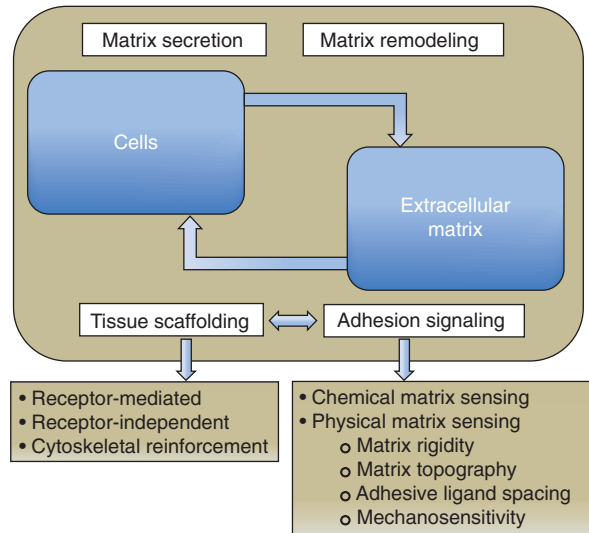 Matrix secretion
Matrix remodeling
Cells
Extracellular
matrix
Tissue scaffolding
Adhesion signaling
• Receptor-mediated
• Receptor-independent
• Cytoskeletal reinforcement
• Chemical matrix sensing
• Physical matrix sensing
o Matrix rigidity
o Matrix topography
o Adhesive ligand spacing
o Mechanosensitivity